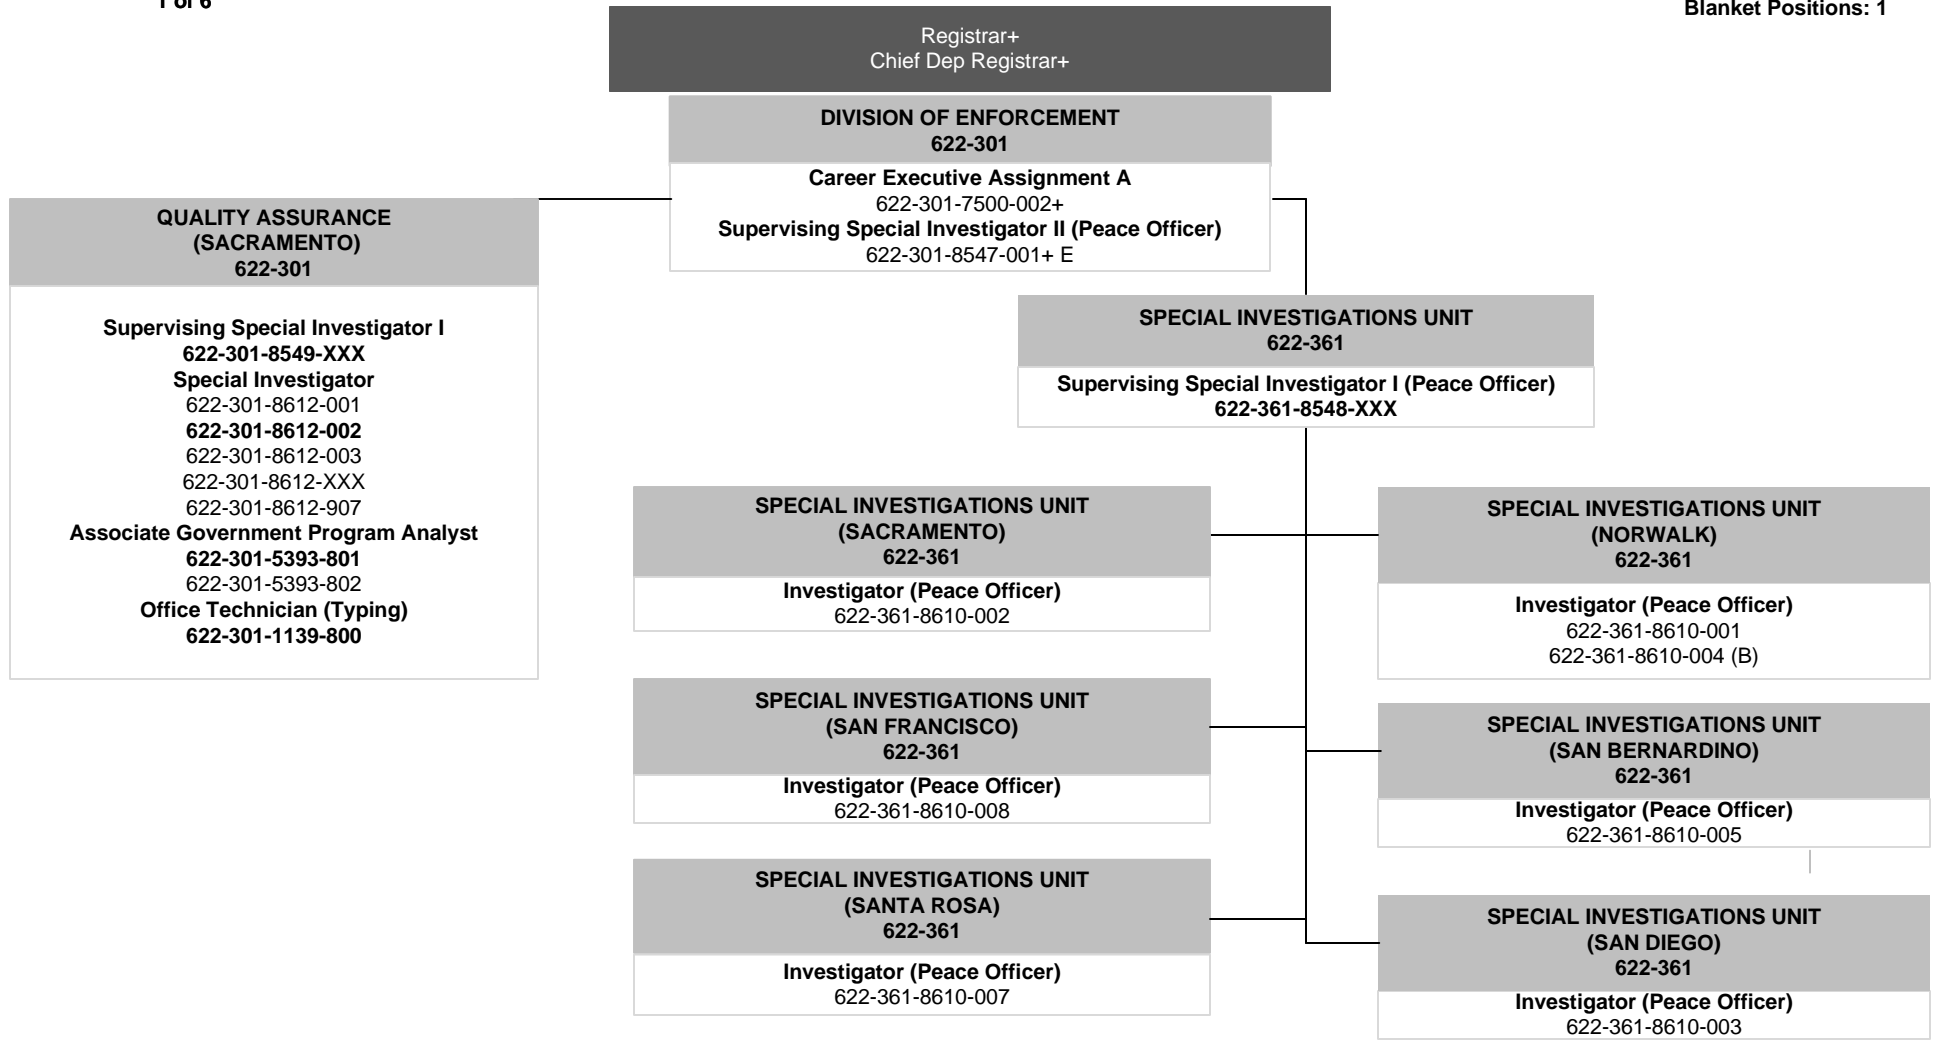 1 of 6
Blanket Positions: 1
Registrar+
Chief Dep Registrar+
DIVISION OF ENFORCEMENT
622-301
Career Executive Assignment A
622-301-7500-002+
Supervising Special Investigator II (Peace Officer)
622-301-8547-001+ E
QUALITY ASSURANCE
(SACRAMENTO)
622-301
Supervising Special Investigator I
622-301-8549-XXX
Special Investigator
622-301-8612-001
622-301-8612-002
622-301-8612-003
622-301-8612-XXX
622-301-8612-907
Associate Government Program Analyst
622-301-5393-801
622-301-5393-802
Office Technician (Typing)
622-301-1139-800
SPECIAL INVESTIGATIONS UNIT
622-361
Supervising Special Investigator I (Peace Officer)
622-361-8548-XXX
SPECIAL INVESTIGATIONS UNIT
(SACRAMENTO)
622-361
Investigator (Peace Officer)
622-361-8610-002
SPECIAL INVESTIGATIONS UNIT
(NORWALK)
622-361
Investigator (Peace Officer)
622-361-8610-001
622-361-8610-004 (B)
SPECIAL INVESTIGATIONS UNIT
(SAN FRANCISCO)
622-361
Investigator (Peace Officer)
622-361-8610-008
SPECIAL INVESTIGATIONS UNIT
(SAN BERNARDINO)
622-361
Investigator (Peace Officer)
622-361-8610-005
SPECIAL INVESTIGATIONS UNIT
(SANTA ROSA)
622-361
Investigator (Peace Officer)
622-361-8610-007
SPECIAL INVESTIGATIONS UNIT
(SAN DIEGO)
622-361
Investigator (Peace Officer)
622-361-8610-003